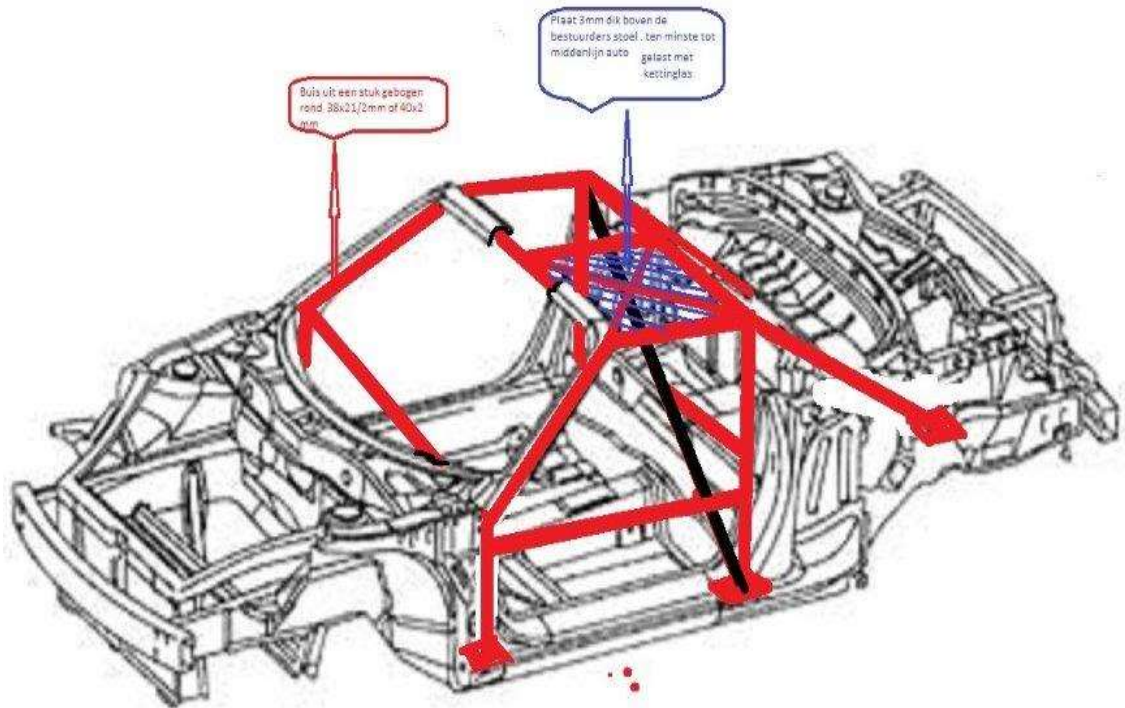 Plaat 3mm dik boven de
bestuurders stoel . ten minste tot
middenlijn auto
gelast met
kettinglas
Buis uit een stuk gebogen
rond 38x21/2mm of 40x2
mm